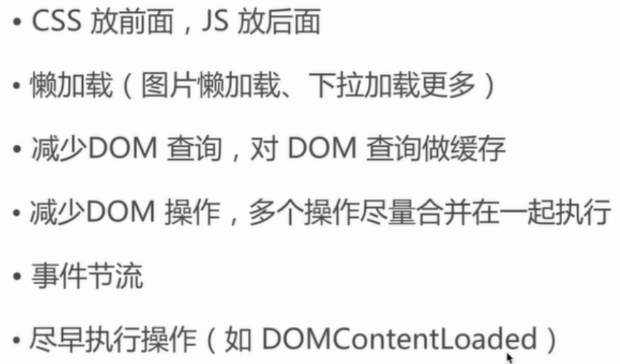 • CSS 放前面，JS 放后面
• 懒加载（图片懒加载、下拉加载更多）
• 减少DOM 查询，对 DOM 查询做缓存
• 减少DOM 操作，多个操作尽量合并在一起执行
• 事件节流
• 尽早执行操作（如 DOMContentLoaded）